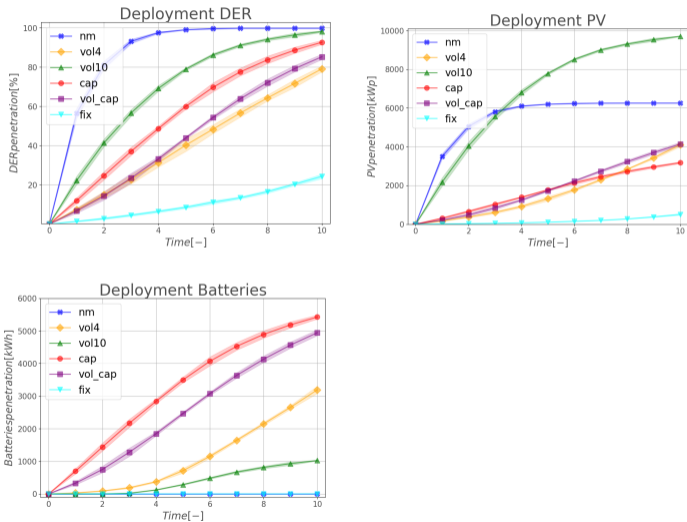 Deployment DER
DERpenetration[%]
100
80
60
40
20
nm
vol4
vol10
cap
vol_cap
fix
0
2
4
6
8
10
Time[−]
Deployment PV
PVpenetration[kWp]
10000
8000
6000
4000
2000
0
nm
vol4
vol10
cap
vol_cap
fix
0
2
4
6
8
10
Time[−]
Deployment Batteries
Batteriespenetration[kWh]
6000
5000
4000
3000
2000
1000
0
nm
vol4
vol10
cap
vol_cap
fix
0
2
4
6
8
10
Time[−]